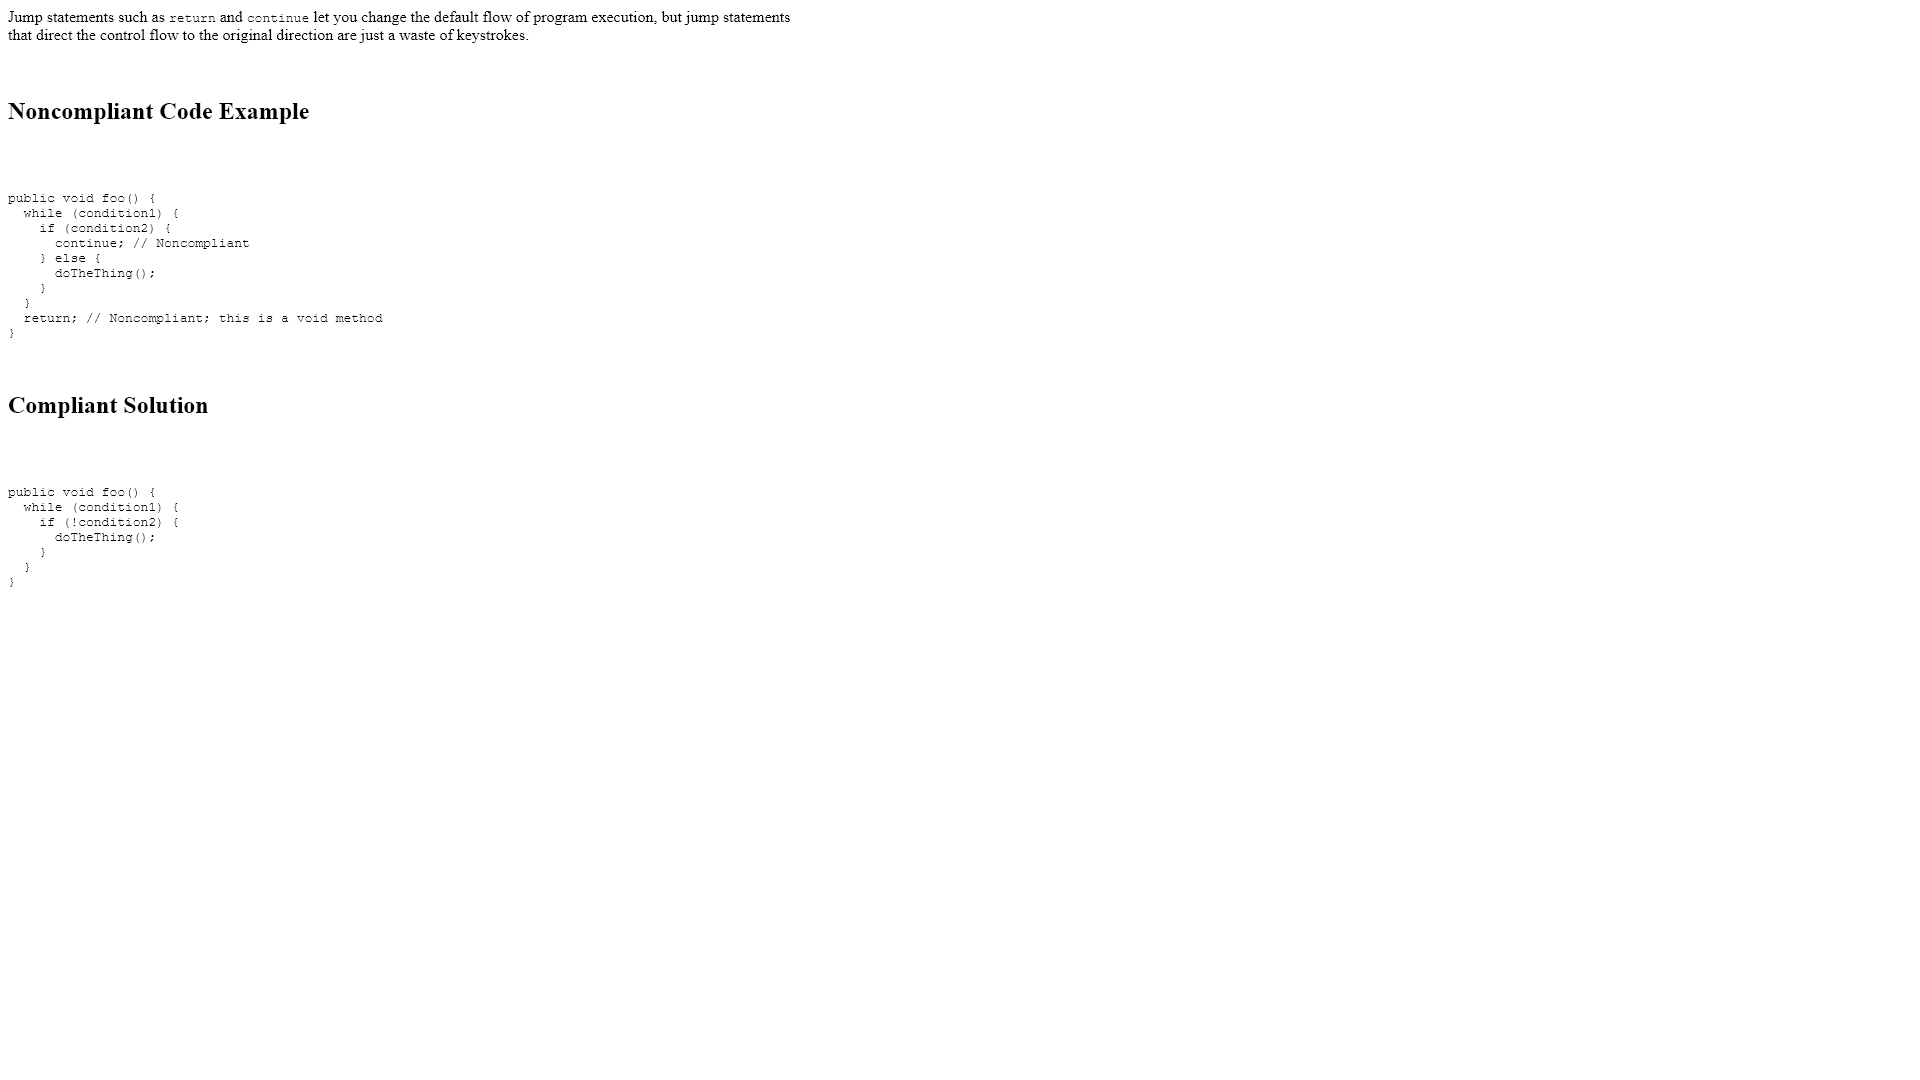 Jump statements such as return and continue let you change the default flow of program execution, but jump statements
that direct the control flow to the original direction are just a waste of keystrokes.
Noncompliant Code Example
public void foo() {
  while (condition1) {
    if (condition2) {
      continue; // Noncompliant
    } else {
      doTheThing();
    }
  }
  return; // Noncompliant; this is a void method
}
Compliant Solution
public void foo() {
  while (condition1) {
    if (!condition2) {
      doTheThing();
    }
  }
}